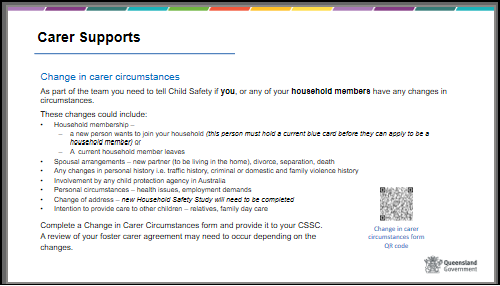 Carer Supports
Change in carer circumstances
As part of the team you need to tell Child Safety if you, or any of your household members have any changes in
circumstances.
These changes could include:
• Household membership –
– a new person wants to join your household (this person must hold a current blue card before they can apply to be a
household member) or
– A current household member leaves
• Spousal arrangements – new partner (to be living in the home), divorce, separation, death
• Any changes in personal history i.e. traffic history, criminal or domestic and family violence history
• Involvement by any child protection agency in Australia
• Personal circumstances – health issues, employment demands
• Change of address – new Household Safety Study will need to be completed
• Intention to provide care to other children – relatives, family day care
Complete a Change in Carer Circumstances form and provide it to your CSSC.
A review of your foster carer agreement may need to occur depending on the
changes.
Change in carer
circumstances form
QR code
Queensland
Government